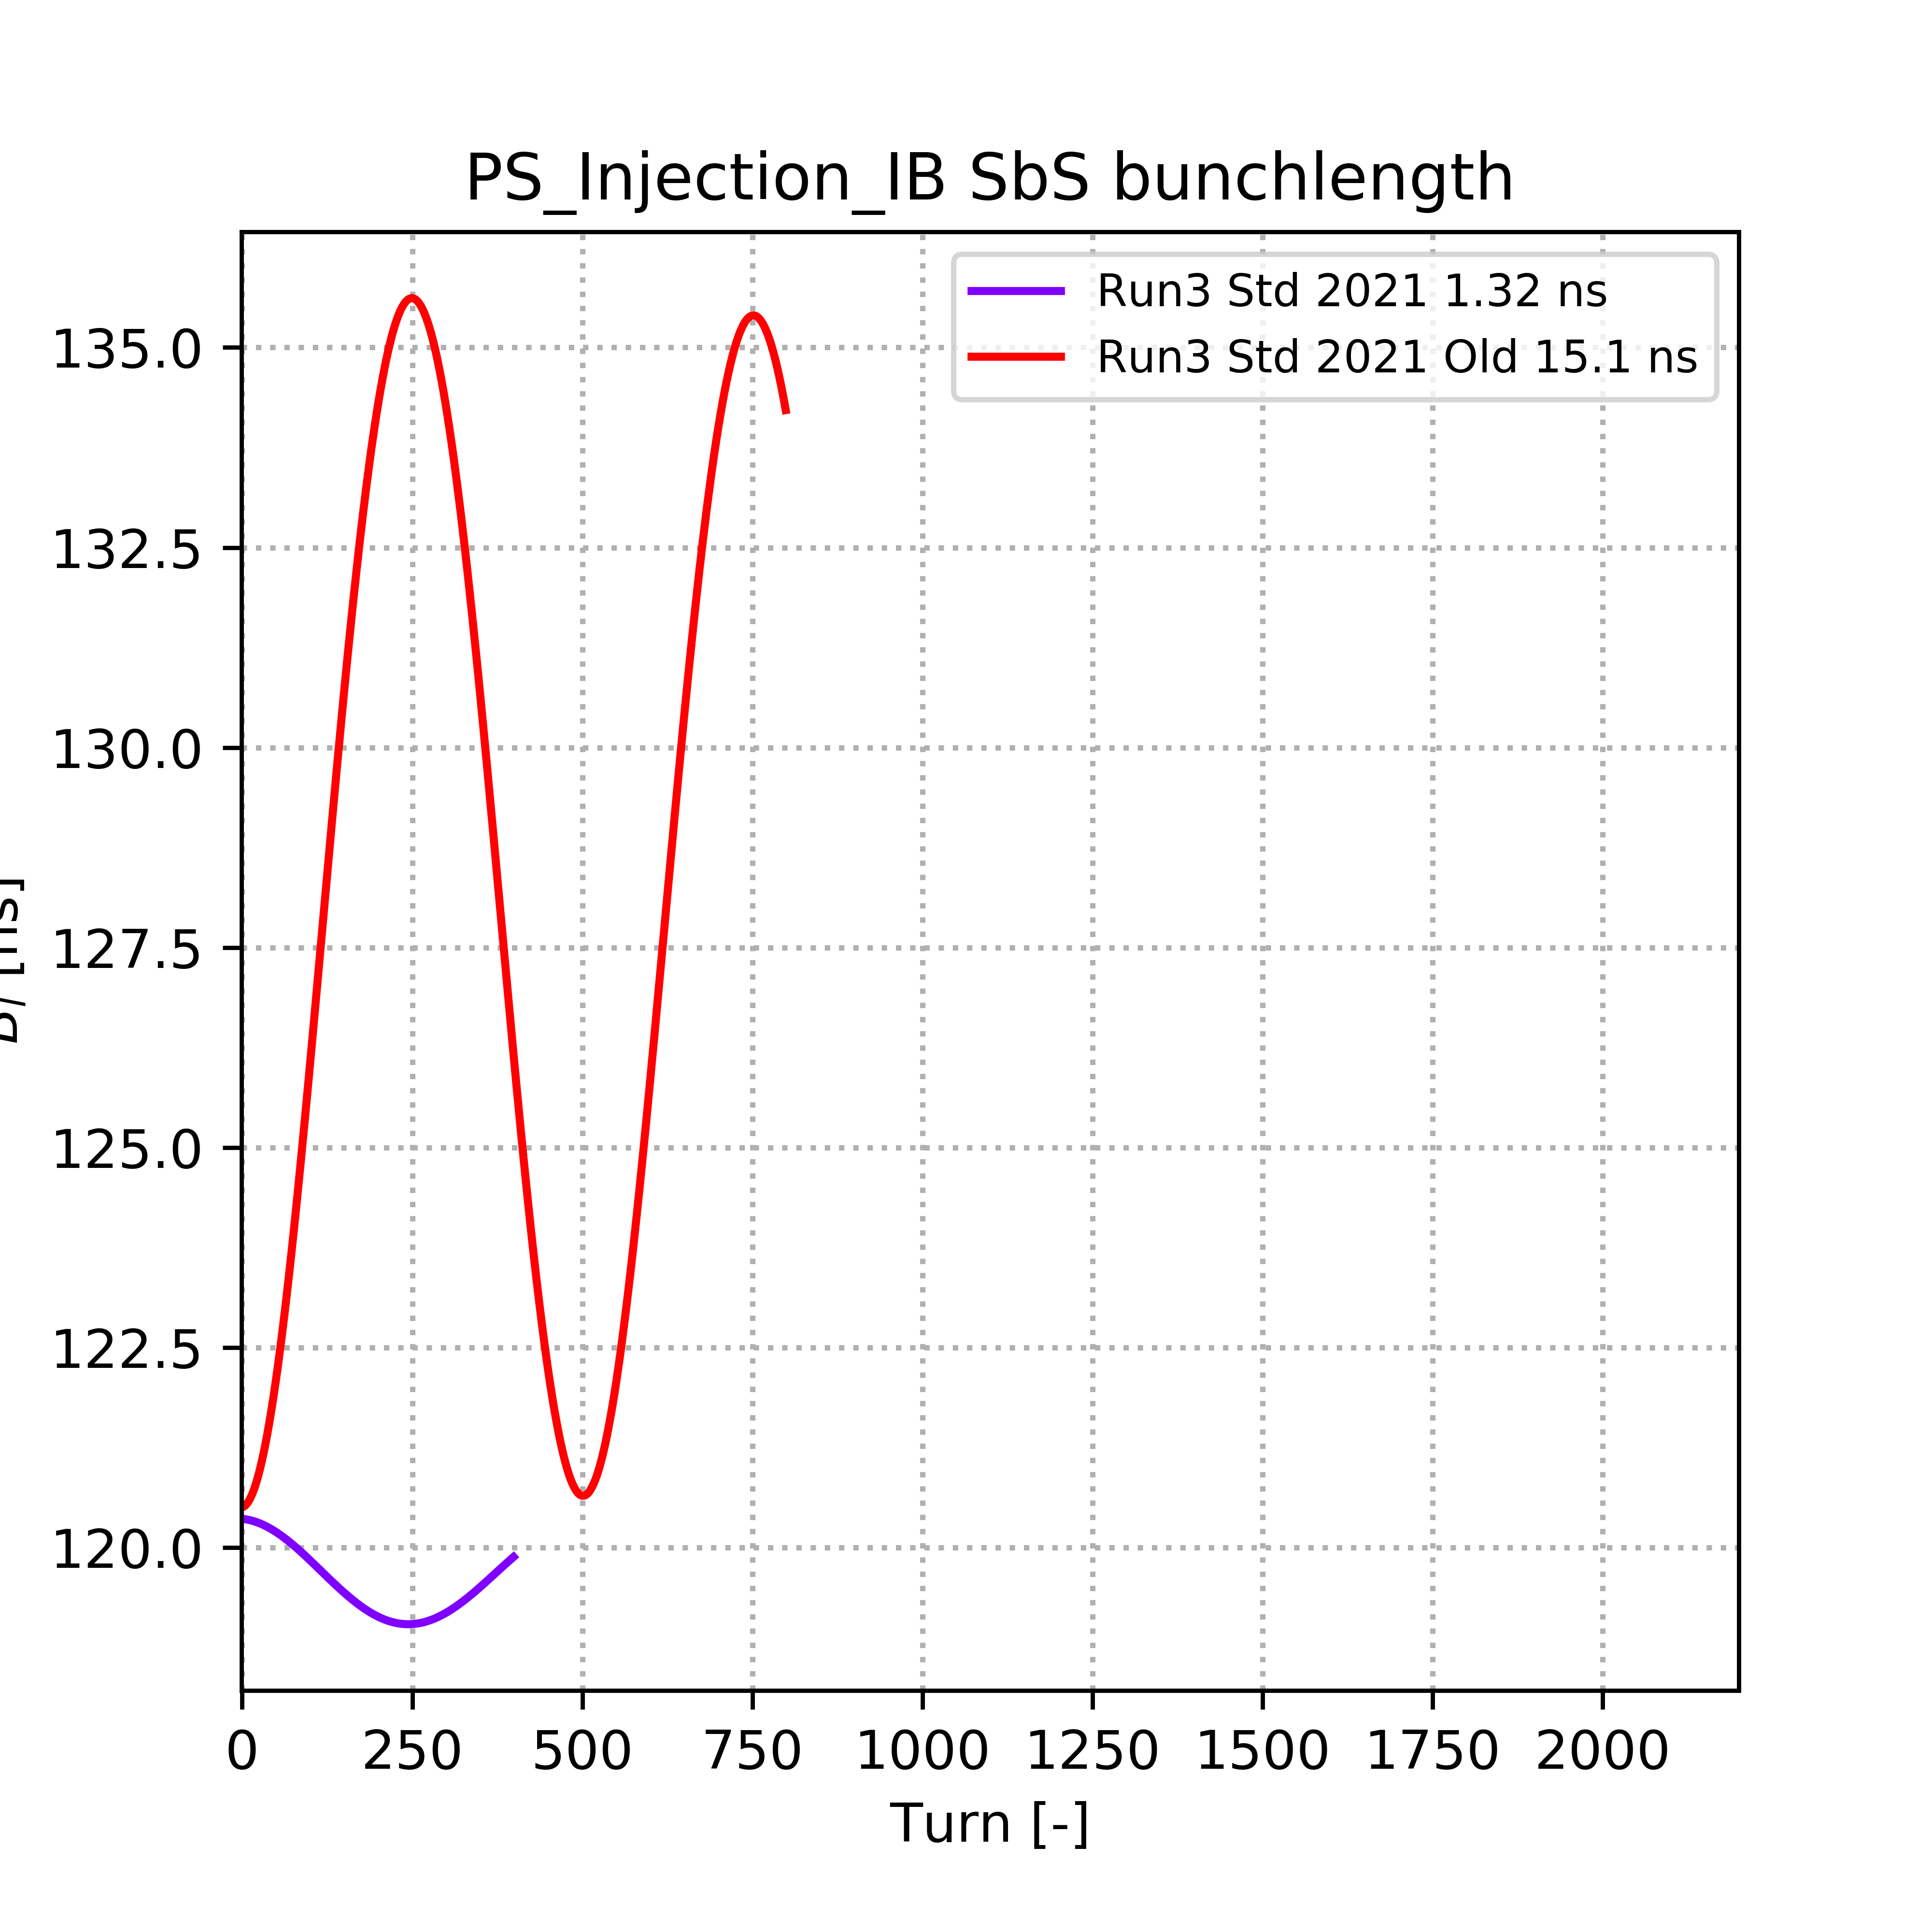 PS_Injection_IB SbS bunchlength
Run3 Std 2021 1.32 ns
Run3 Std 2021 Old 15.1 ns
135.0
132.5
130.0
127.5
125.0
122.5
120.0
0 250 500 750 1000 1250 1500 1750 2000
Turn [-]